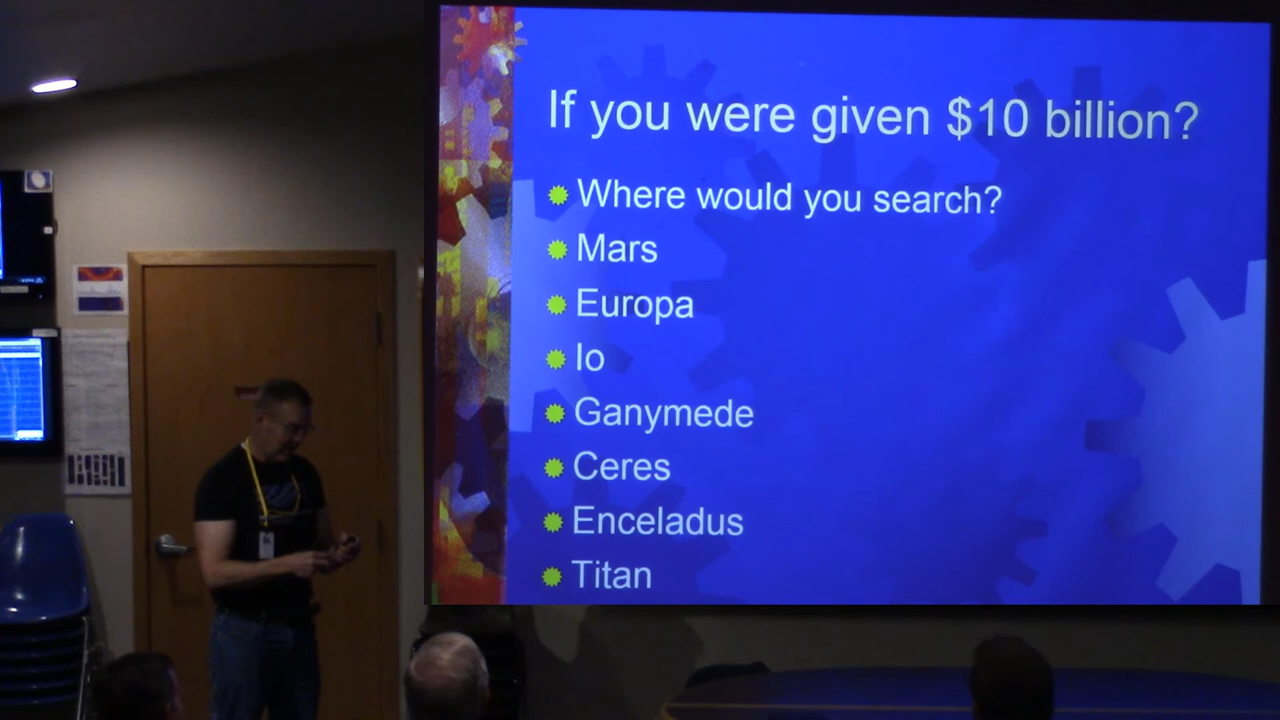 If you were given $10 billion?
Where would you search?
Mars
Europa
Io
Ganymede
Ceres
Enceladus
Titan